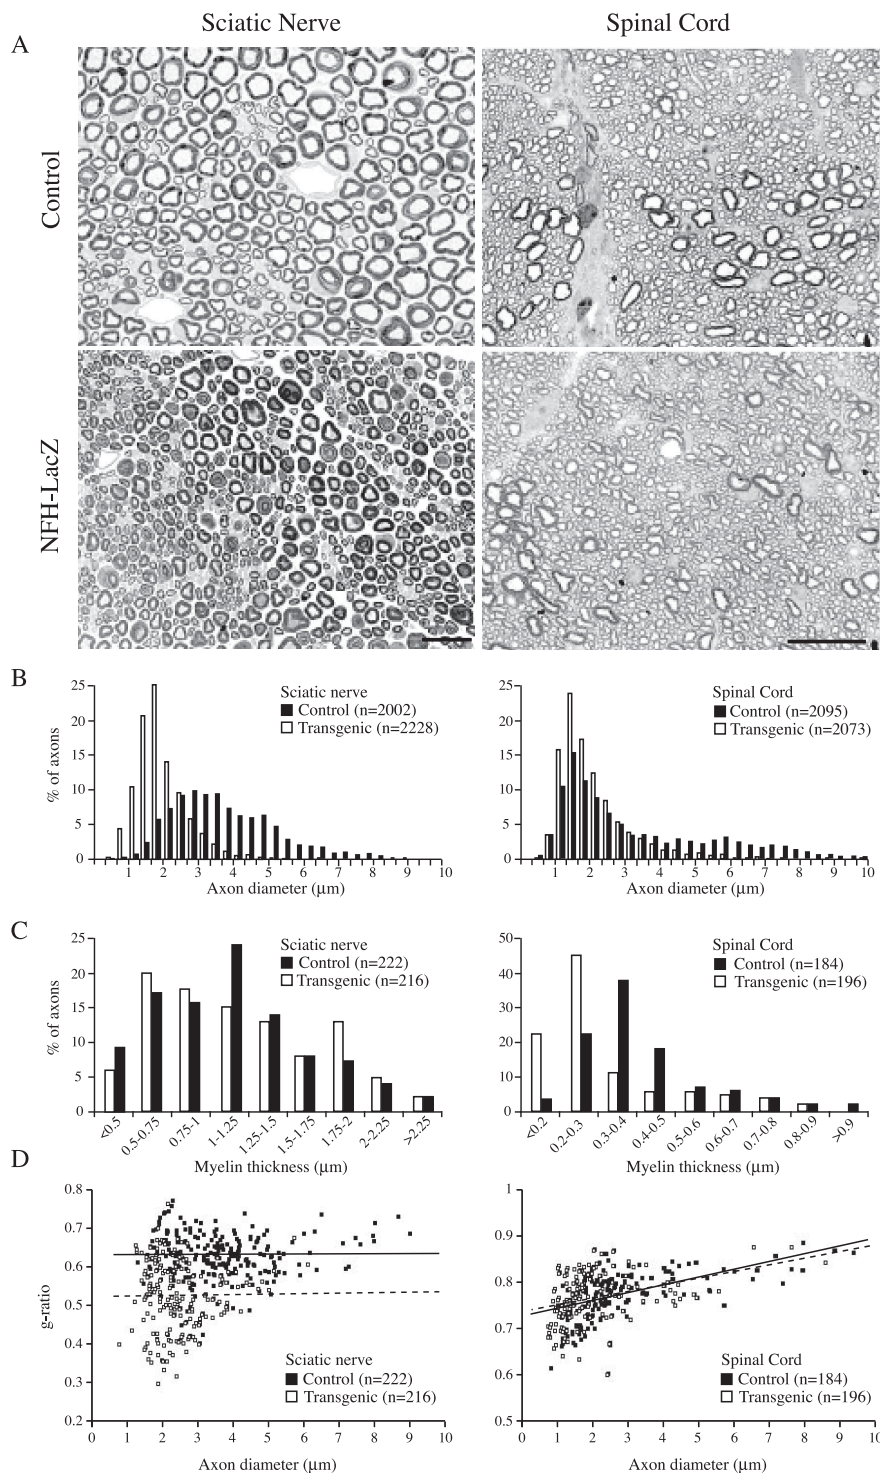 Sciatic Nerve
Spinal Cord
A
Control
NFH-LacZ
B
25
20
15
10
5
0
% of axons
Sciatic nerve
Control (n=2002)
Transgenic (n=2228)
1 2 3 4 5 6 7 8 10
Axon diameter (μm)
25
20
15
10
5
0
Spinal Cord
Control (n=2095)
Transgenic (n=2073)
1 2 3 4 5 6 7 8 9 10
Axon diameter (μm)
C
25
20
15
10
5
0
% of axons
Sciatic nerve
Control (n=222)
Transgenic (n=216)
<0.5 0.5-0.75 0.75-1 1-1.25 1.25-1.5 1.5-1.75 1.75-2 2-2.25 >2.25
Myelin thickness (μm)
50
40
30
20
10
0
Spinal Cord
Control (n=184)
Transgenic (n=196)
<0.2 0.2-0.3 0.3-0.4 0.4-0.5 0.5-0.6 0.6-0.7 0.7-0.8 0.8-0.9 >0.9
Myelin thickness (μm)
D
0.8
0.7
0.6
0.5
0.4
0.3
0.2
g-ratio
Sciatic nerve
Control (n=222)
Transgenic (n=216)
0 1 2 3 4 5 6 7 8 9 10
Axon diameter (μm)
1
0.9
0.8
0.7
0.6
0.5
Spinal Cord
Control (n=184)
Transgenic (n=196)
0 1 2 3 4 5 6 7 8 9 10
Axon diameter (μm)